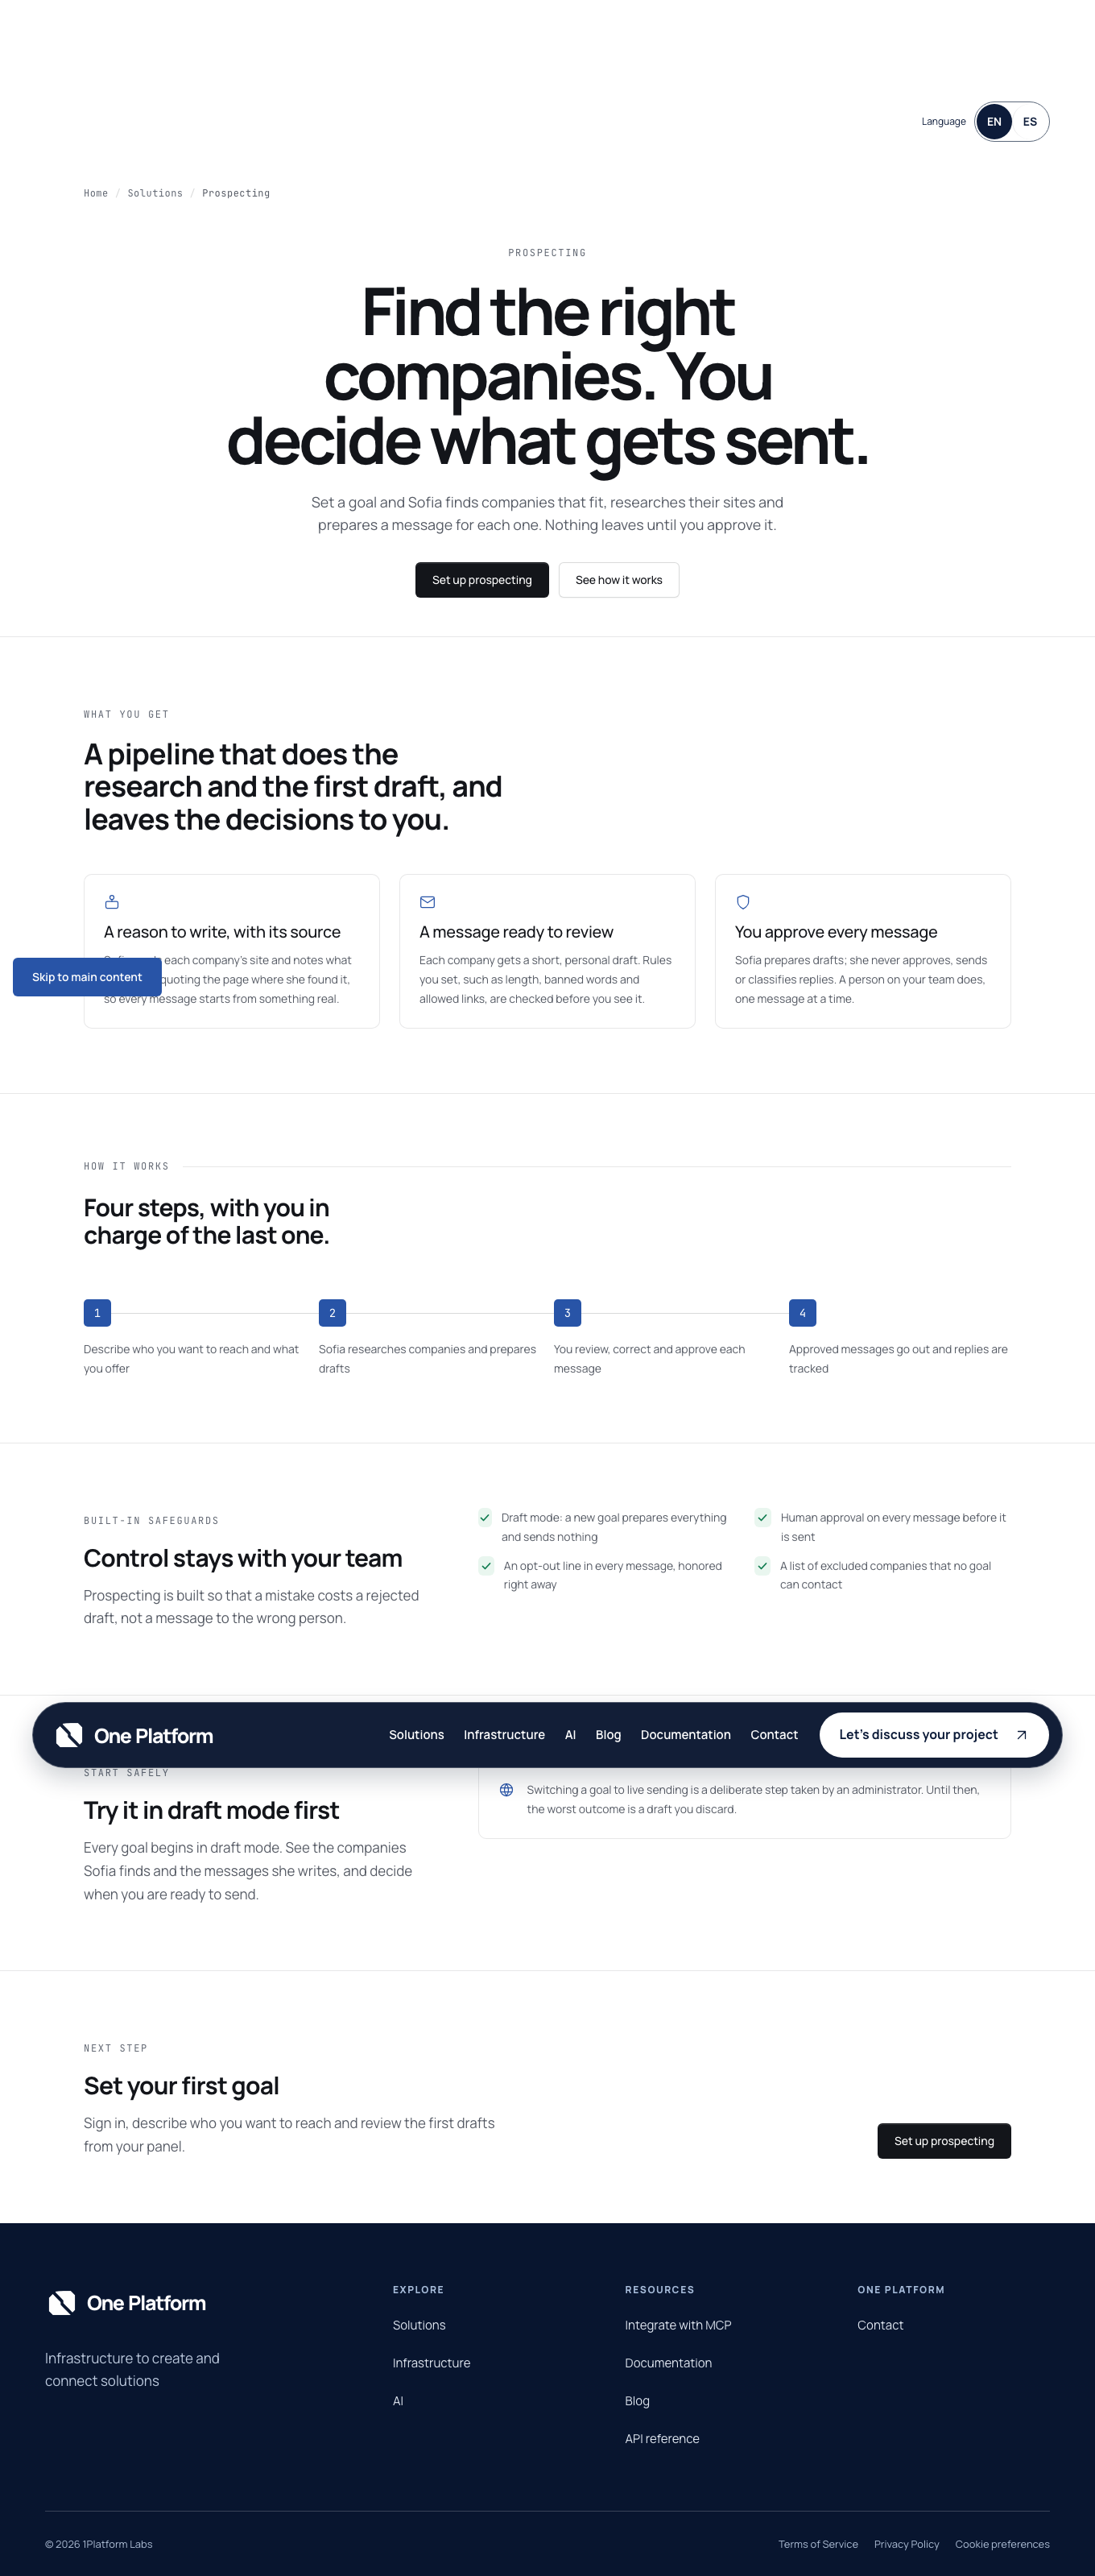 Language EN ES
Home / Solutions / Prospecting
PROSPECTING
Find the right
companies. You
decide what gets sent.
Set a goal and Sofia finds companies that fit, researches their sites and
prepares a message for each one. Nothing leaves until you approve it.
Set up prospecting
See how it works
WHAT YOU GET
A pipeline that does the
research and the first draft, and
leaves the decisions to you.
A reason to write, with its source
each company's site and notes what
quoting the page where she found it,
so every message starts from something real.
Skip to main content
A message ready to review
Each company gets a short, personal draft. Rules
you set, such as length, banned words and
allowed links, are checked before you see it.
You approve every message
Sofia prepares drafts; she never approves, sends
or classifies replies. A person on your team does,
one message at a time.
HOW IT WORKS
Four steps, with you in
charge of the last one.
1
Describe who you want to reach and what
you offer
2
Sofia researches companies and prepares
drafts
3
You review, correct and approve each
message
4
Approved messages go out and replies are
tracked
BUILT-IN SAFEGUARDS
Control stays with your team
Prospecting is built so that a mistake costs a rejected
draft, not a message to the wrong person.
Draft mode: a new goal prepares everything
and sends nothing
Human approval on every message before it
is sent
An opt-out line in every message, honored
right away
A list of excluded companies that no goal
can contact
One Platform
Solutions Infrastructure AI Blog Documentation Contact
Let's discuss your project
START SAFELY
Try it in draft mode first
Every goal begins in draft mode. See the companies
Sofia finds and the messages she writes, and decide
when you are ready to send.
Switching a goal to live sending is a deliberate step taken by an administrator. Until then,
the worst outcome is a draft you discard.
NEXT STEP
Set your first goal
Sign in, describe who you want to reach and review the first drafts
from your panel.
Set up prospecting
One Platform
Infrastructure to create and
connect solutions
EXPLORE
Solutions
Infrastructure
AI
RESOURCES
Integrate with MCP
Documentation
Blog
API reference
ONE PLATFORM
Contact
© 2026 1Platform Labs
Terms of Service Privacy Policy Cookie preferences